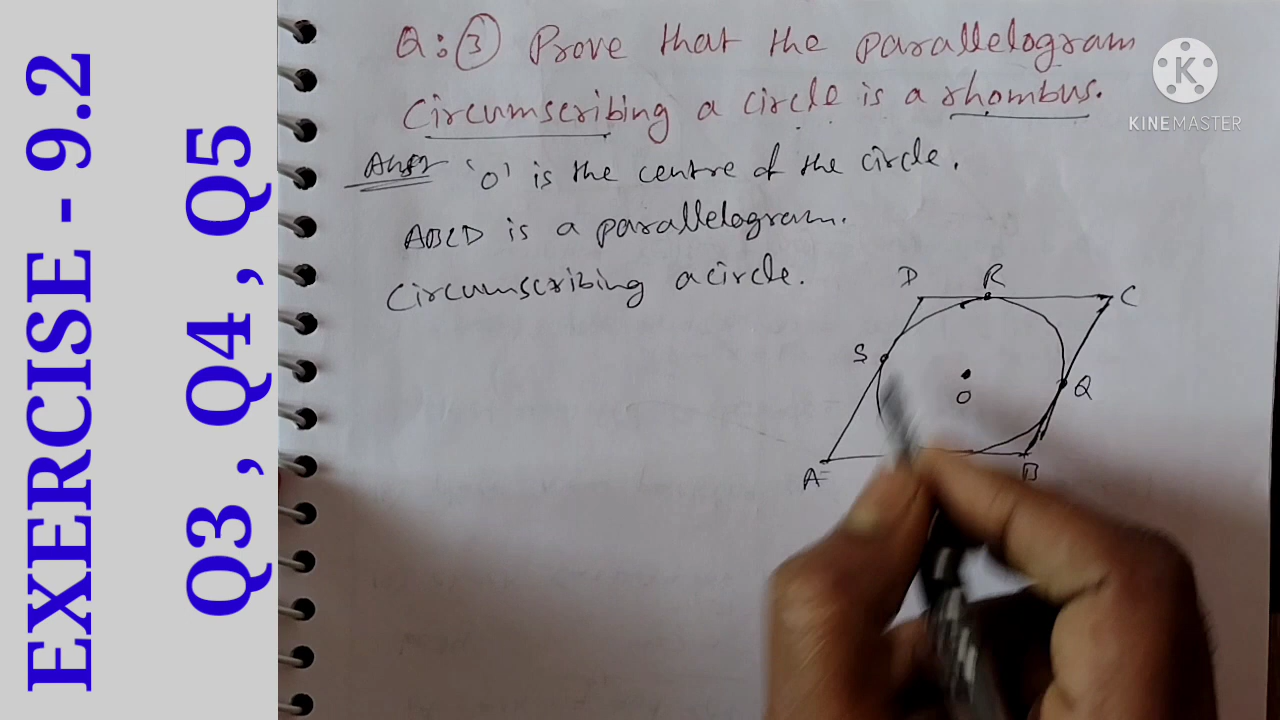 EXERCISE - 9.2
Q3 , Q4 , Q5
Q:③ Prove that the parallelogram
Circumscribing a circle is a rhombus.
KINEMASTER
'O' is the centre of the circle.
ABCD is a parallelogram.
Circumscribing a circle.
D R C
S
O
Q
A B